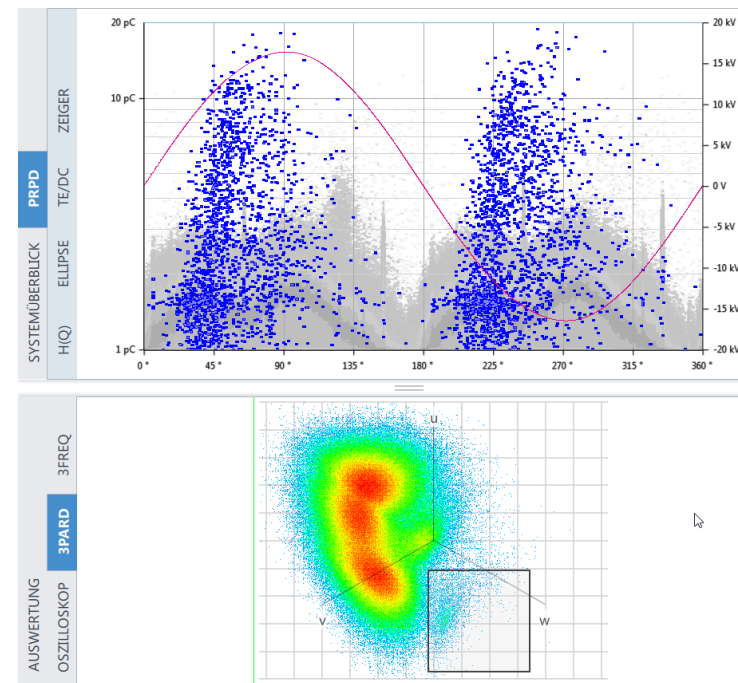 20 pC
10 pC
1 pC
20 kV
15 kV
10 kV
5 kV
0 V
-5 kV
-10 kV
-15 kV
-20 kV
0°
45°
90°
135°
180°
225°
270°
315°
360°
SYSTEMÜBERBLICK
PRPD
H(Q)
ELLIPSE
TE/DC
ZEIGER
AUSWERTUNG
OSZILLOSKOP
3PARD
3FREQ
u
v
w